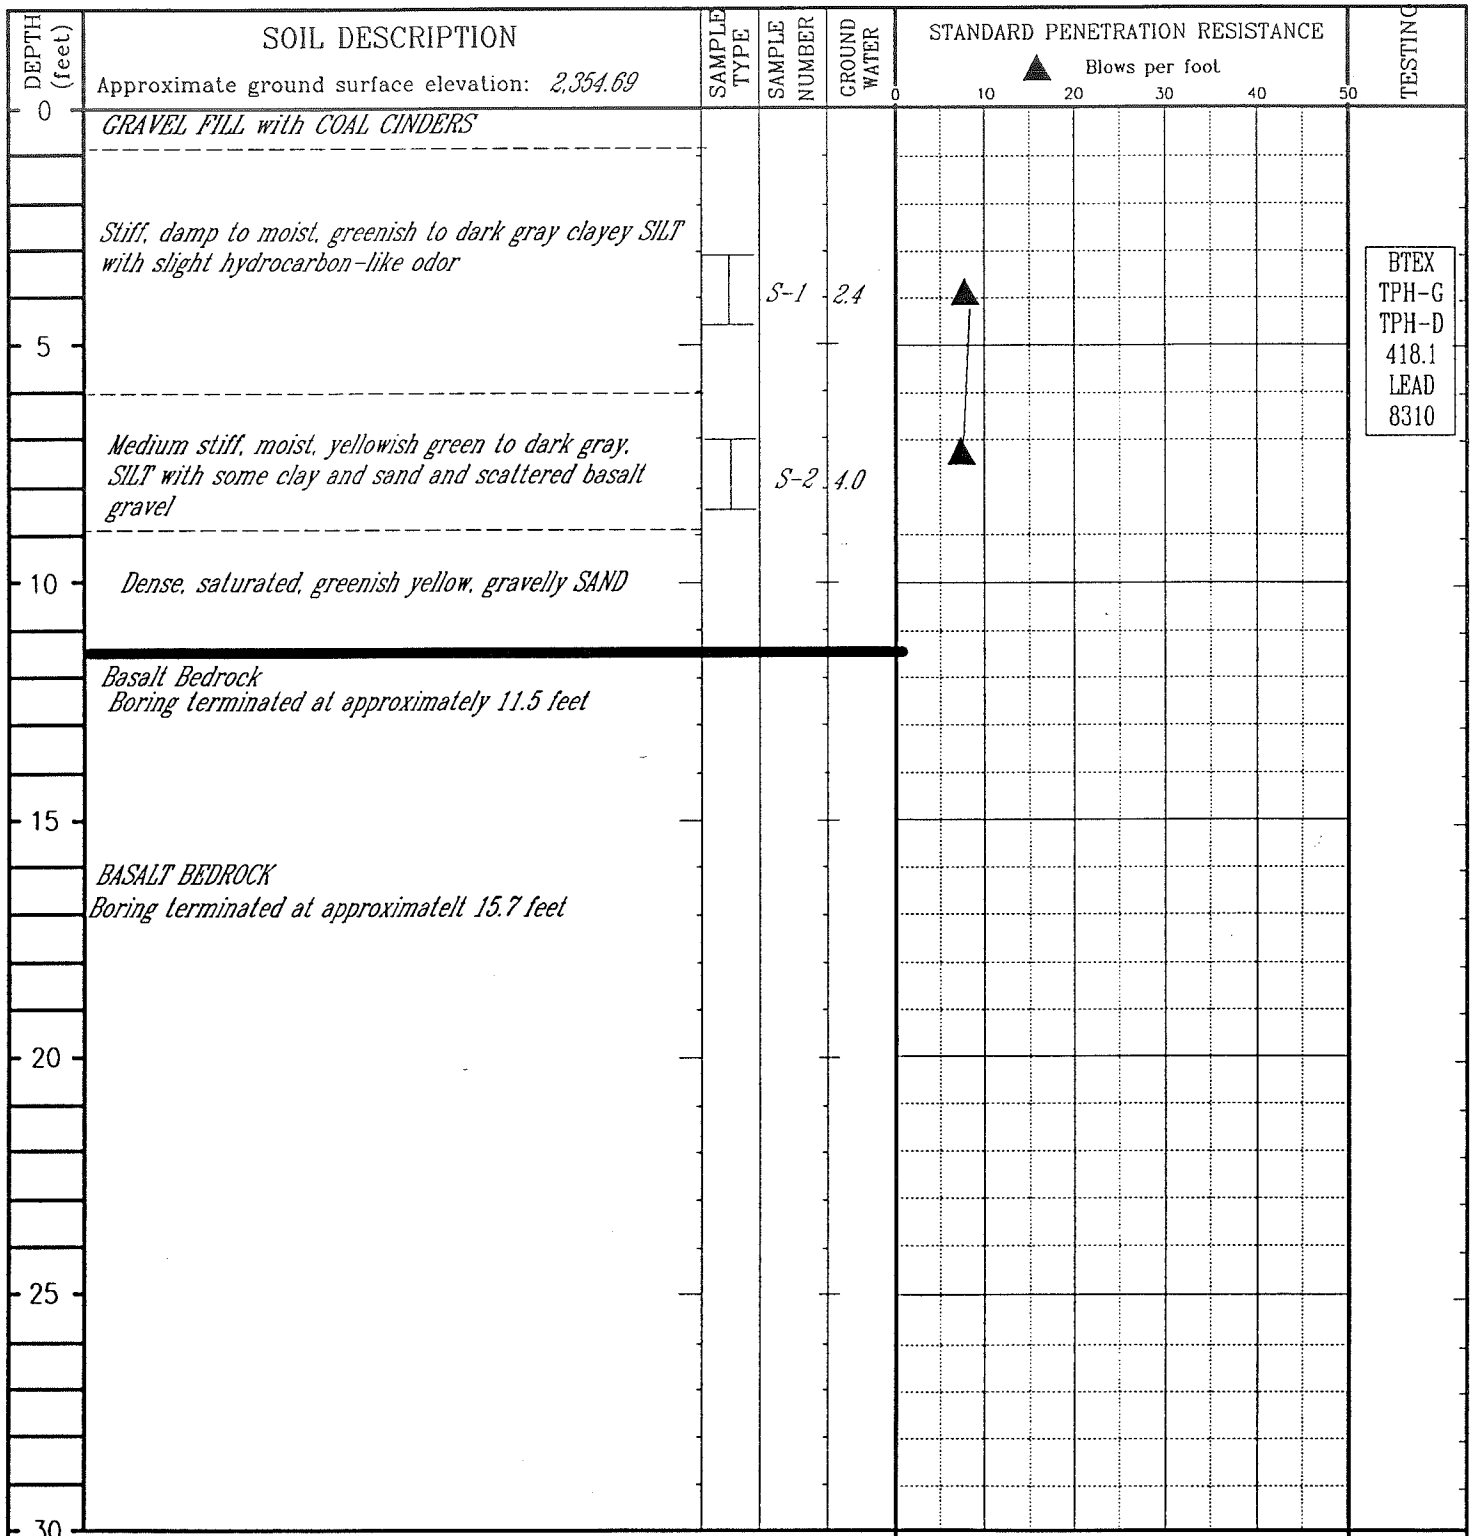 DEPTH
(feet)
SOIL DESCRIPTION
Approximate ground surface elevation: 2,354.69
SAMPLE
TYPE
SAMPLE
NUMBER
GROUND
WATER
STANDARD PENETRATION RESISTANCE
▲ Blows per foot
0 10 20 30 40 50
TESTING
0
GRAVEL FILL with COAL CINDERS
Stiff, damp to moist, greenish to dark gray clayey SILT
with slight hydrocarbon-like odor
S-1 2.4
BTEX
TPH-G
TPH-D
418.1
LEAD
8310
5
Medium stiff, moist, yellowish green to dark gray,
SILT with some clay and sand and scattered basalt
gravel
S-2 4.0
10
Dense, saturated, greenish yellow, gravelly SAND
Basalt Bedrock
Boring terminated at approximately 11.5 feet
15
BASALT BEDROCK
Boring terminated at approximatelt 15.7 feet
20
25
30